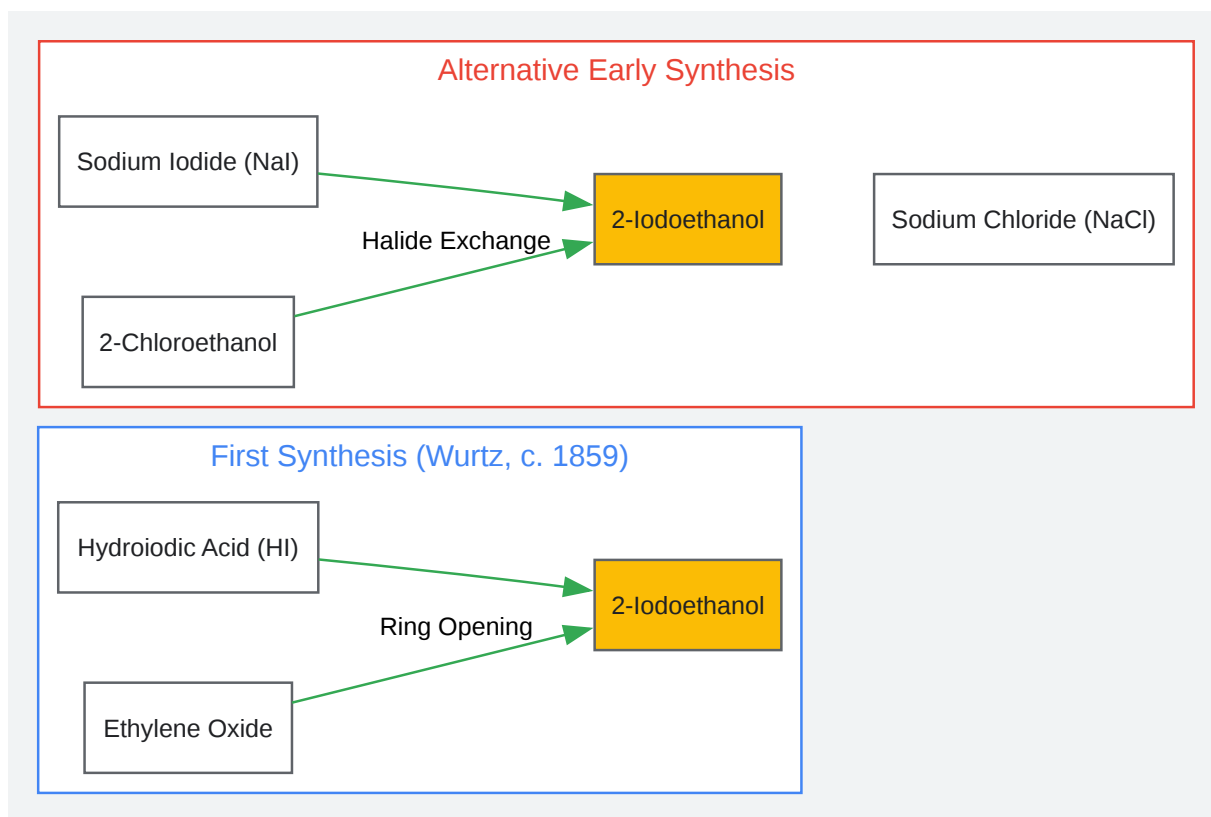 Alternative Early Synthesis
Sodium Iodide (NaI)
2-Iodoethanol
Sodium Chloride (NaCl)
Halide Exchange
2-Chloroethanol
First Synthesis (Wurtz, c. 1859)
Hydroiodic Acid (HI)
2-Iodoethanol
Ring Opening
Ethylene Oxide